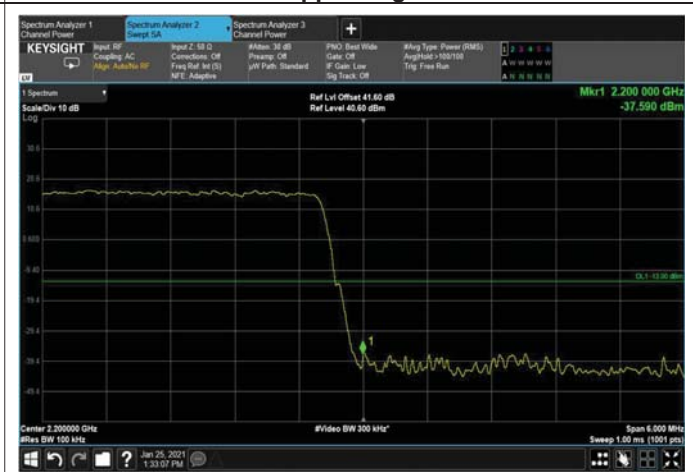 Spectrum Analyzer 1
Channel Power
Spectrum Analyzer 2
Swept SA
Spectrum Analyzer 3
Channel Power
+
KEYSIGHT
Input: RF
Coupling: AC
Align: Auto/No RF
Input Z: 50 Ω
Corrections: Off
Freq Ref: Int (S)
NFE: Adaptive
#Atten: 30 dB
Preamp: Off
µW Path: Standard
PNO: Best Wide
Gate: Off
IF Gain: Low
Sig Track: Off
#Avg Type: Power (RMS)
Avg|Hold:>100/100
Trig: Free Run
1 2 3 4 5 6
A W W W W W
A N N N N N
1 Spectrum
Scale/Div 10 dB
Log
Ref Lvl Offset 41.60 dB
Ref Level 40.60 dBm
Mkr1 2.200 000 GHz
-37.590 dBm
30.6
20.6
10.6
0.600
-9.40
-19.4
-29.4
-39.4
-49.4
DL1 -13.00 dBm
1
Center 2.200000 GHz
#Res BW 100 kHz
#Video BW 300 kHz*
Span 6.000 MHz
Sweep 1.00 ms (1001 pts)
?
Jan 25, 2021
1:33:07 PM